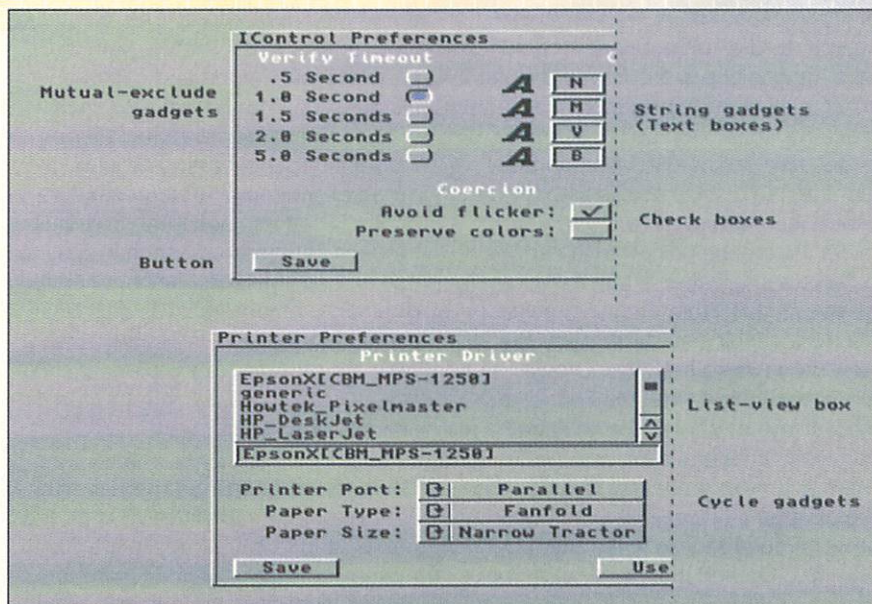 IControl Preferences
Verify Timeout
Mutual-exclude
gadgets
.5 Second
1.0 Second
1.5 Seconds
2.0 Seconds
5.0 Seconds
A N
A M
A V
A B
String gadgets
(Text boxes)
Coercion
Avoid flicker:
Preserve colors:
Check boxes
Button
Save
Printer Preferences
Printer Driver
EpsonX[CBM_MPS-1250]
generic
Howtek_Pixelmaster
HP_DeskJet
HP_LaserJet
EpsonX[CBM_MPS-1250]
List-view box
Printer Port: Parallel
Paper Type: Fanfold
Paper Size: Narrow Tractor
Cycle gadgets
Save
Use